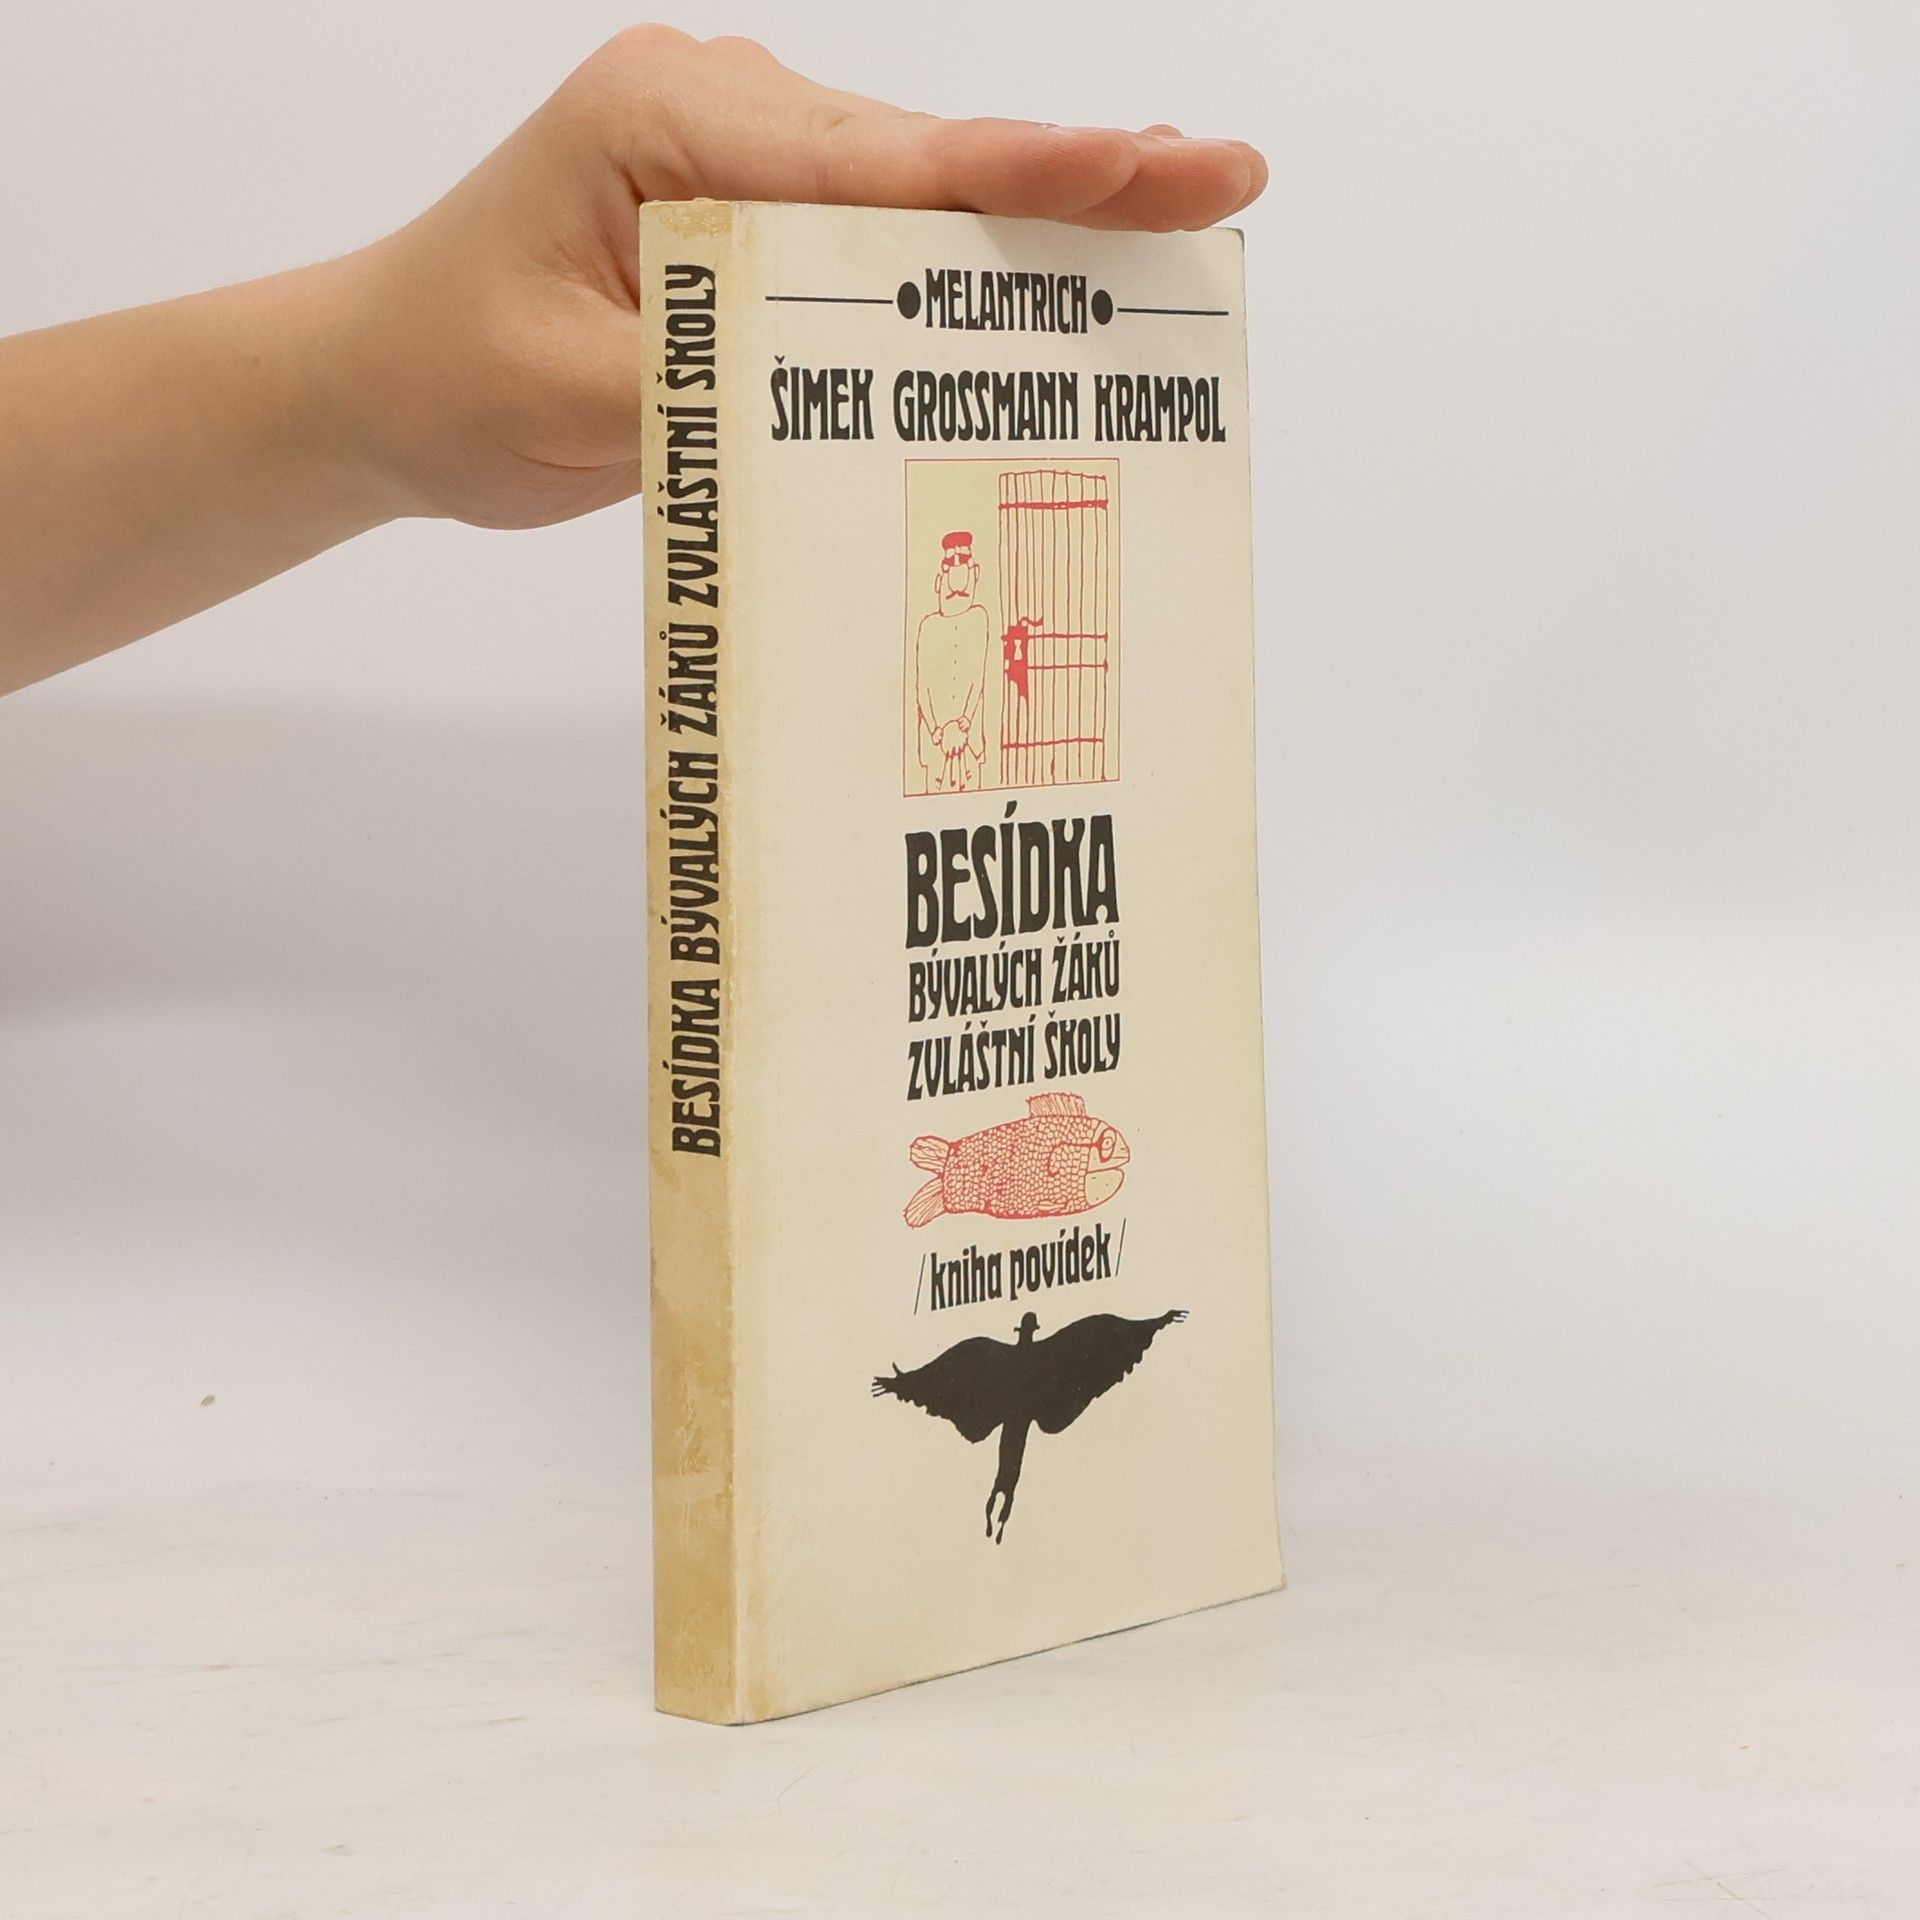 BESÍDKA BÝVALÝCH ŽÁKŮ ZVLÁŠTNÍ ŠKOLY
MELANTRICH
ŠIMEK GROSSMANN KRAMPOL
BESÍDKA
BÝVALÝCH ŽÁKŮ
ZVLÁŠTNÍ ŠKOLY
/kniha povídek/